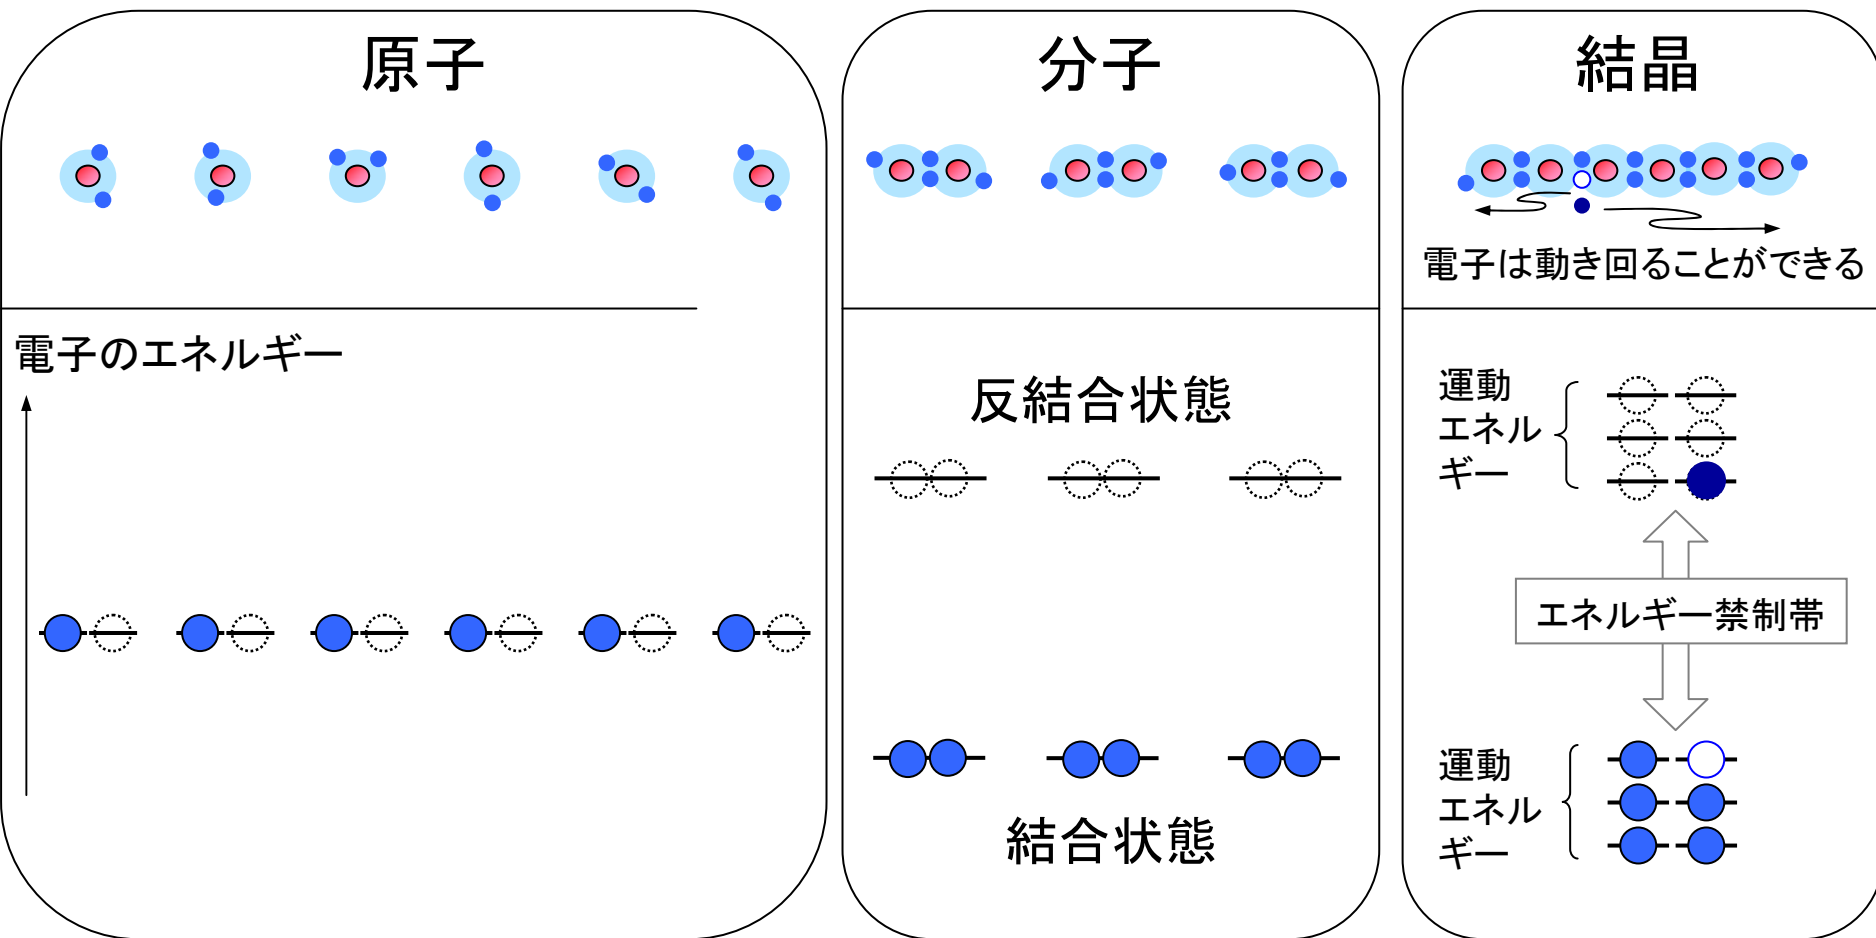 原子
電子のエネルギー
分子
反結合状態
結合状態
結晶
電子は動き回ることができる
運動
エネル
ギー
エネルギー禁制帯
運動
エネル
ギー